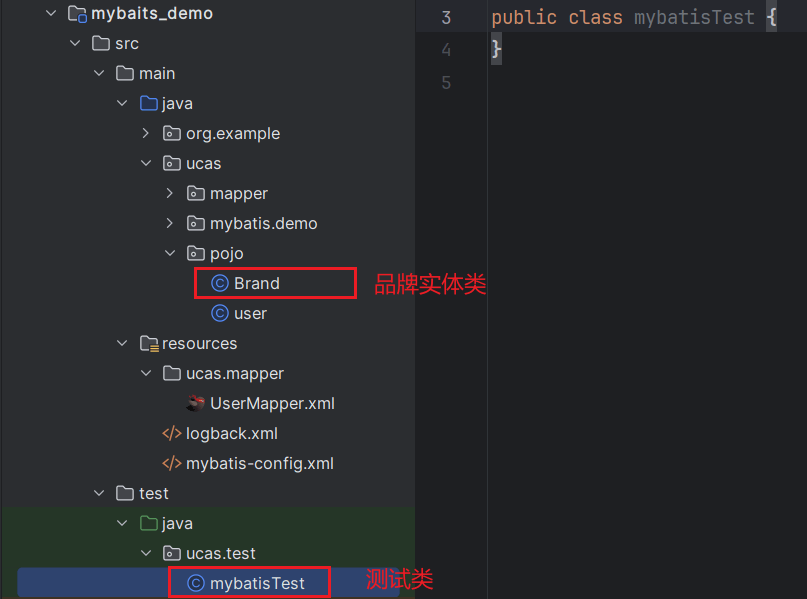 mybaits_demo
src
main
java
org.example
ucas
mapper
mybatis.demo
pojo
Brand
品牌实体类
user
resources
ucas.mapper
UserMapper.xml
logback.xml
mybatis-config.xml
test
java
ucas.test
mybatisTest
测试类
3 public class mybatisTest {
4 }
5